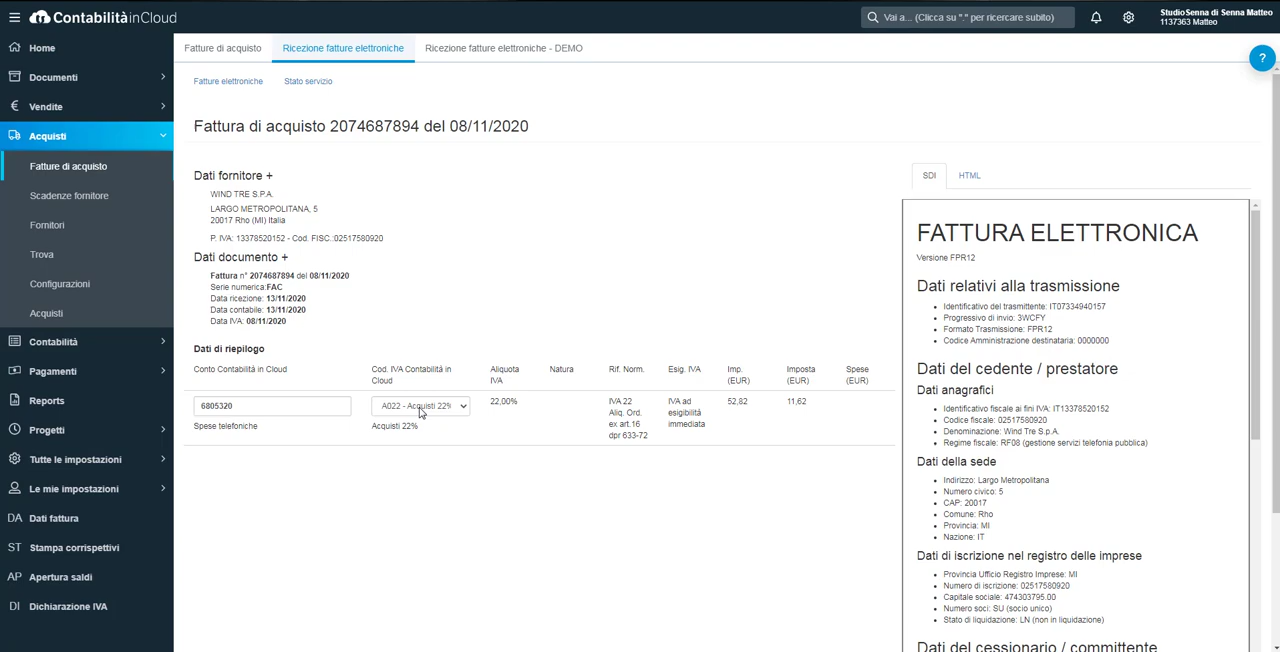 ContabilitàinCloud
Vai a... (Clicca su "." per ricercare subito)
StudioSenna di Senna Matteo
1137363 Matteo
Home
Documenti
Vendite
Acquisti
Fatture di acquisto
Scadenze fornitore
Fornitori
Trova
Configurazioni
Acquisti
Contabilità
Pagamenti
Reports
Progetti
Tutte le impostazioni
Le mie impostazioni
DA Dati fattura
ST Stampa corrispettivi
AP Apertura saldi
DI Dichiarazione IVA
Fatture di acquisto
Ricezione fatture elettroniche
Ricezione fatture elettroniche - DEMO
?
Fatture elettroniche
Stato servizio
Fattura di acquisto 2074687894 del 08/11/2020
Dati fornitore +
WIND TRE S.P.A.
LARGO METROPOLITANA, 5
20017 Rho (MI) Italia
P. IVA: 13378520152 - Cod. FISC.:02517580920
Dati documento +
Fattura n° 2074687894 del 08/11/2020
Serie numerica:FAC
Data ricezione: 13/11/2020
Data contabile: 13/11/2020
Data IVA: 08/11/2020
Dati di riepilogo
Conto Contabilità in Cloud
Cod. IVA Contabilità in
Cloud
Aliquota
IVA
Natura
Rif. Norm.
Esig. IVA
Imp.
(EUR)
Imposta
(EUR)
Spese
(EUR)
6805320
Spese telefoniche
A022 - Acquisti 22%
Acquisti 22%
22,00%
IVA 22
Aliq. Ord.
ex art.16
dpr 633-72
IVA ad
esigibilità
immediata
52,82
11,62
SDI
HTML
FATTURA ELETTRONICA
Versione FPR12
Dati relativi alla trasmissione
Identificativo del trasmittente: IT07334940157
Progressivo di invio: 3WCFY
Formato Trasmissione: FPR12
Codice Amministrazione destinataria: 0000000
Dati del cedente / prestatore
Dati anagrafici
Identificativo fiscale ai fini IVA: IT13378520152
Codice fiscale: 02517580920
Denominazione: Wind Tre S.p.A.
Regime fiscale: RF08 (gestione servizi telefonia pubblica)
Dati della sede
Indirizzo: Largo Metropolitana
Numero civico: 5
CAP: 20017
Comune: Rho
Provincia: MI
Nazione: IT
Dati di iscrizione nel registro delle imprese
Provincia Ufficio Registro Imprese: MI
Numero di iscrizione: 02517580920
Capitale sociale: 474303795.00
Numero soci: SU (socio unico)
Stato di liquidazione: LN (non in liquidazione)
Dati del cessionario / committente